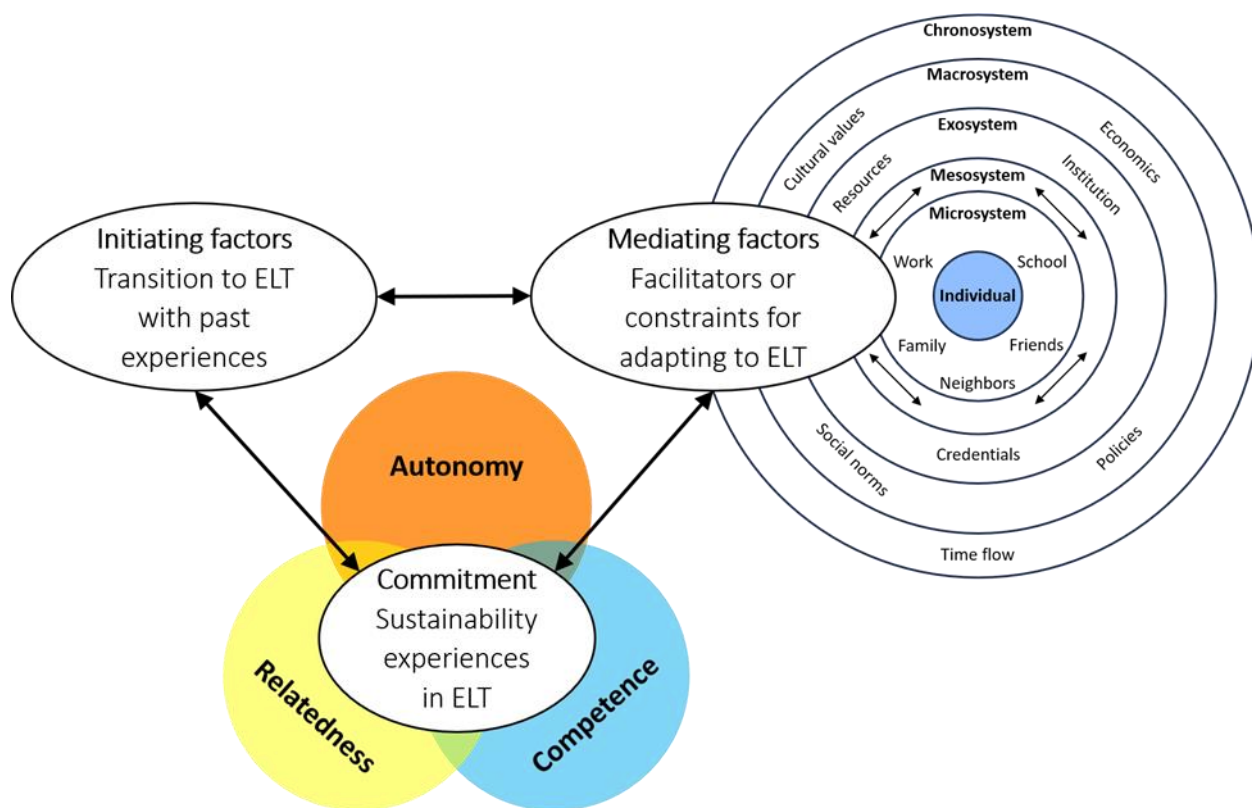 Chronosystem
Macrosystem
Exosystem
Mesosystem
Microsystem
Cultural values
Economics
Resources
Institution
Work
School
Individual
Family
Friends
Neighbors
Credentials
Social norms
Policies
Time flow
Initiating factors
Transition to ELT
with past
experiences
Mediating factors
Facilitators or
constraints for
adapting to ELT
Autonomy
Commitment
Sustainability
experiences
in ELT
Relatedness
Competence